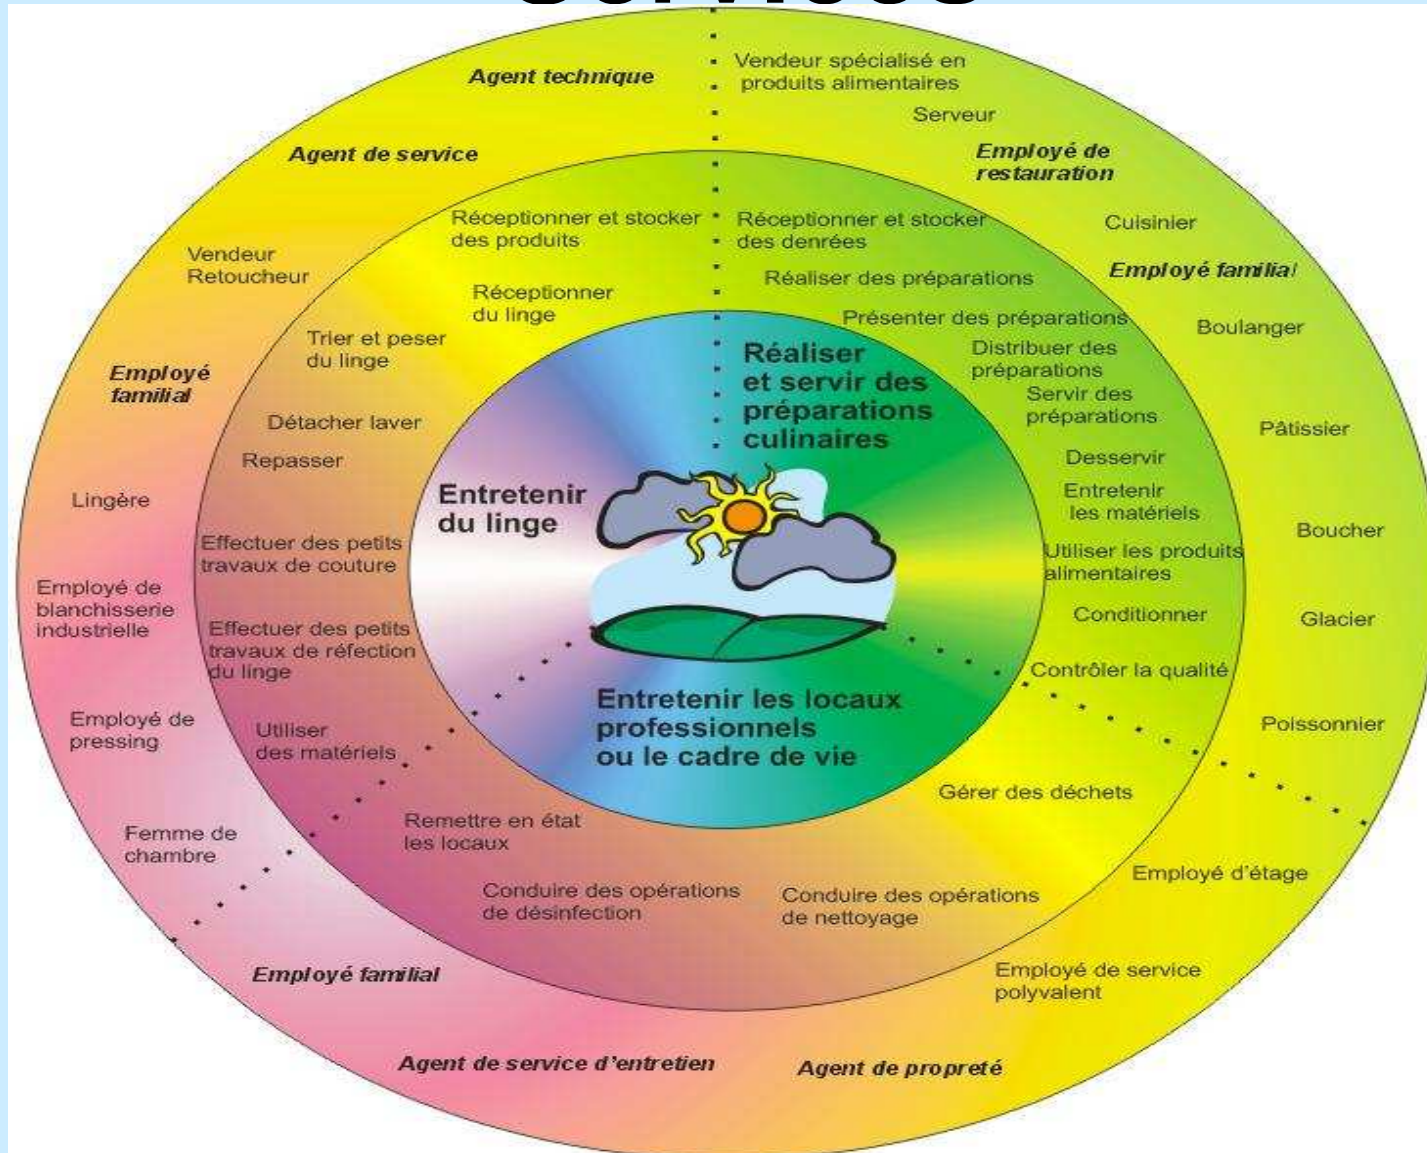 Agent technique
Agent de service
Vendeur
Retoucheur
Employé
familial
Lingère
Employé de
blanchisserie
industrielle
Employé de
pressing
Femme de
chambre
Vendeur spécialisé en
produits alimentaires
Serveur
Employé de
restauration
Cuisinier
Employé familial
Boulanger
Pâtissier
Boucher
Glacier
Poissonnier
Employé d'étage
Employé de service
polyvalent
Agent de propreté
Agent de service d'entretien
Employé familial
Réceptionner et stocker
des produits
Réceptionner
du linge
Trier et peser
du linge
Détacher laver
Repasser
Effectuer des petits
travaux de couture
Effectuer des petits
travaux de réfection
du linge
Utiliser
des matériels
Réceptionner et stocker
des denrées
Réaliser des préparations
Présenter des préparations
Distribuer des
préparations
Servir des
préparations
Desservir
Entretenir
les matériels
Utiliser les produits
alimentaires
Conditionner
Contrôler la qualité
Gérer des déchets
Conduire des opérations
de nettoyage
Conduire des opérations
de désinfection
Remettre en état
les locaux
Réaliser
et servir des
préparations
culinaires
Entretenir
du linge
Entretenir les locaux
professionnels
ou le cadre de vie